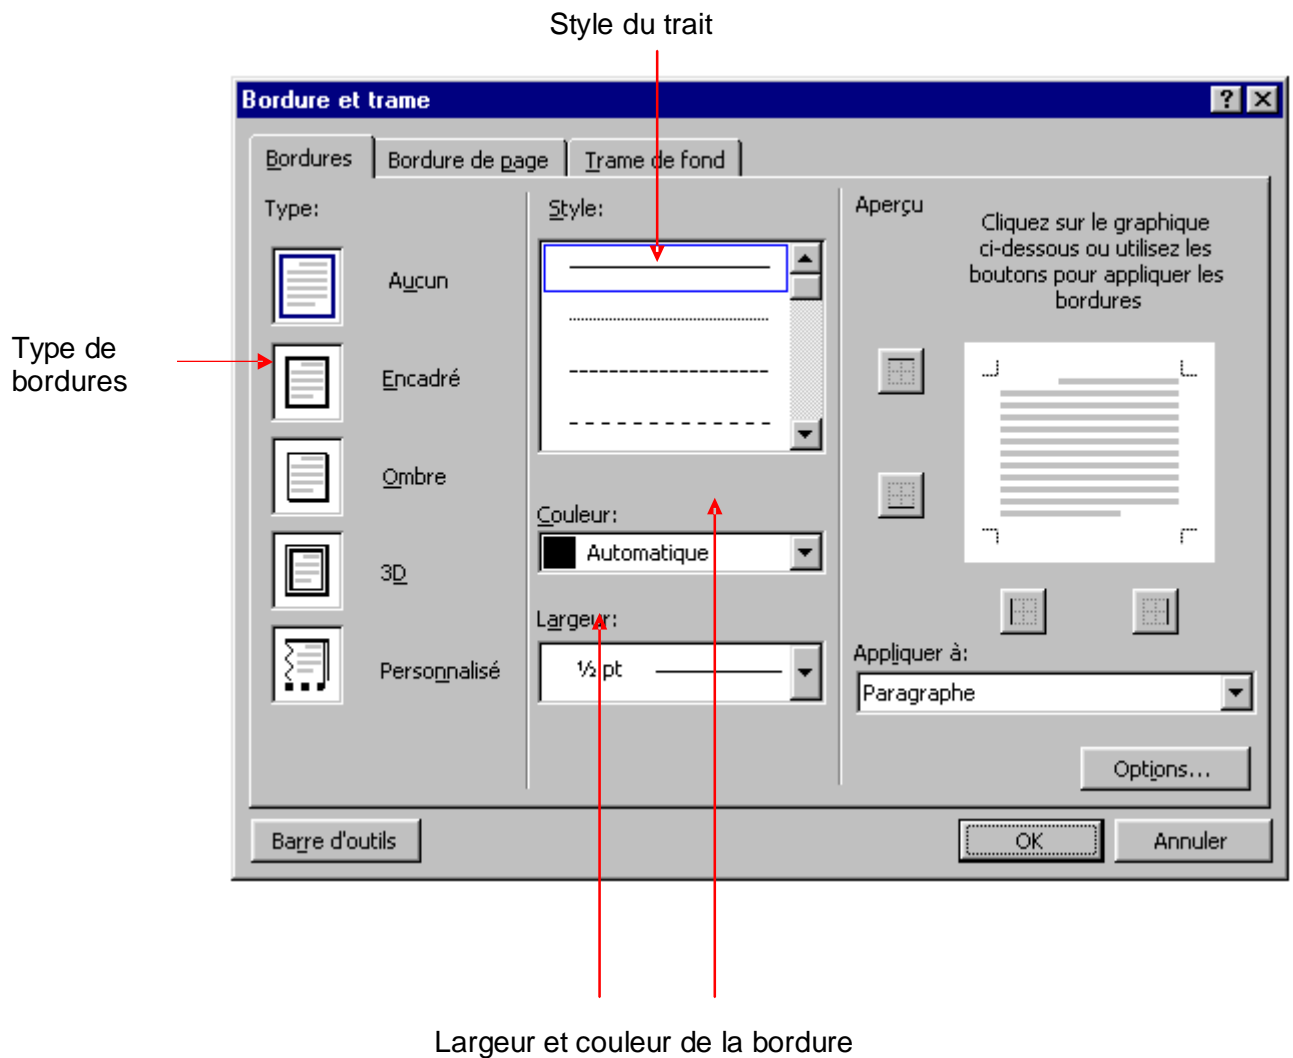 Style du trait
Bordure et trame
Bordures
Bordure de page
Trame de fond
Type:
Aucun
Encadré
Ombre
3D
Personnalisé
Type de
bordures
Style:
Couleur:
Automatique
Largeur:
½ pt
Aperçu
Cliquez sur le graphique
ci-dessous ou utilisez les
boutons pour appliquer les
bordures
Appliquer à:
Paragraphe
Options...
Barre d'outils
OK
Annuler
Largeur et couleur de la bordure